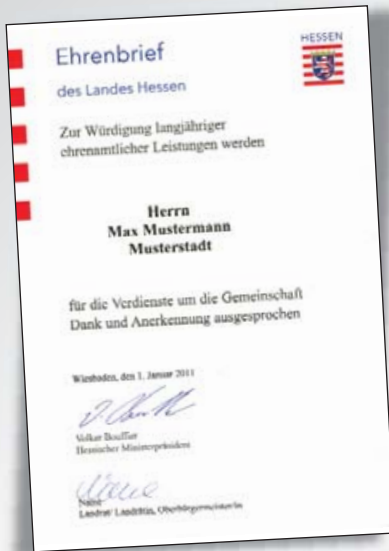 Ehrenbrief
des Landes Hessen
HESSEN
Zur Würdigung langjähriger
ehrenamtlicher Leistungen werden
Herrn
Max Mustermann
Musterstadt
für die Verdienste um die Gemeinschaft
Dank und Anerkennung ausgesprochen
Wiesbaden, den 1. Januar 2011
Volker Bouffier
Hessischer Ministerpräsident
Name
Landrat/ Landrätin, Oberbürgermeister/in